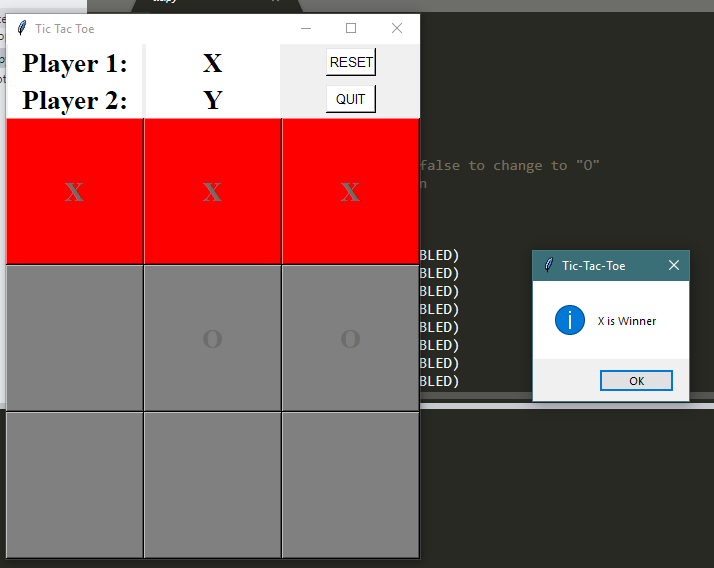 Tic Tac Toe
Player 1: X RESET
Player 2: Y QUIT
X X X
O O
false to change to "O"
n
BLED)
BLED)
BLED)
BLED)
BLED)
BLED)
BLED)
BLED)
Tic-Tac-Toe
X is Winner
OK